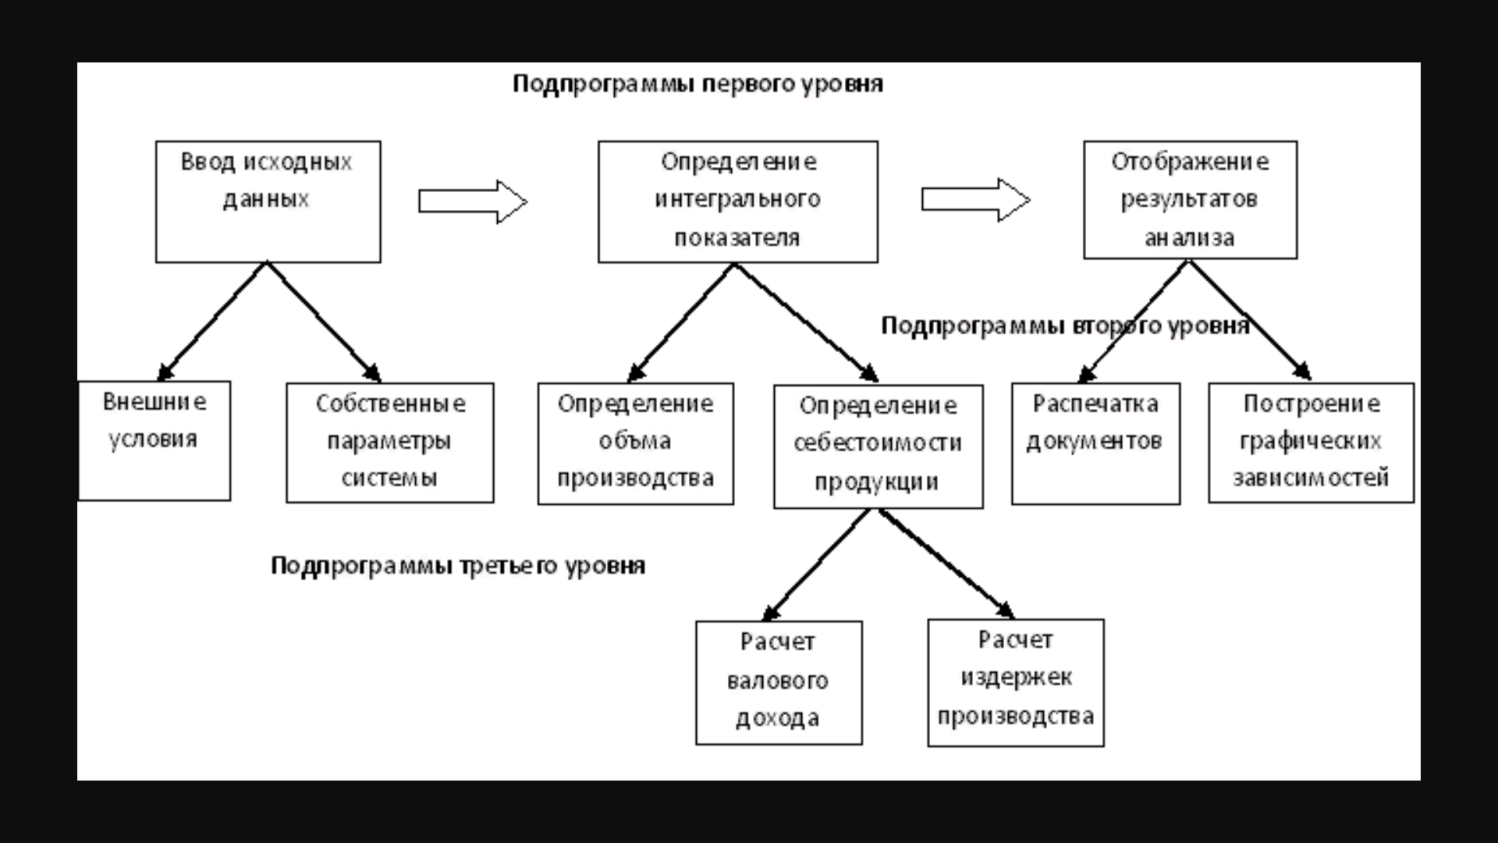 Подпрограммы первого уровня
Ввод исходных
данных
Определение
интегрального
показателя
Отображение
результатов
анализа
Подпрограммы второго уровня
Внешние
условия
Собственные
параметры
системы
Определение
объма
производства
Определение
себестоимости
продукции
Распечатка
документов
Построение
графических
зависимостей
Подпрограммы третьего уровня
Расчет
валового
дохода
Расчет
издержек
производства